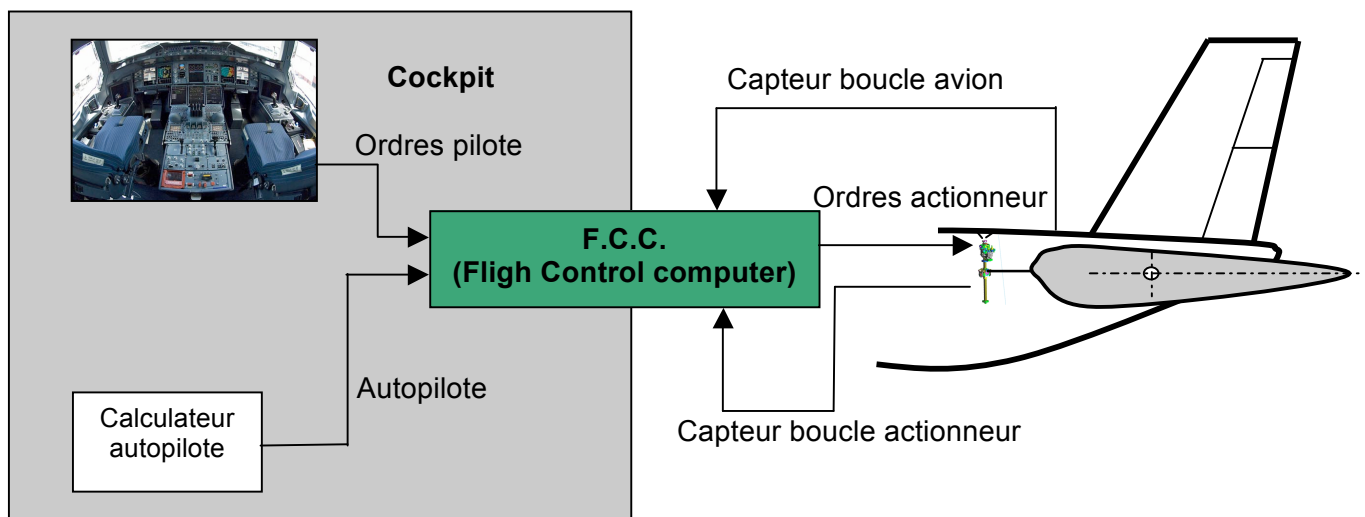 Cockpit
Ordres pilote
Capteur boucle avion
Ordres actionneur
F.C.C.
(Fligh Control computer)
Autopilote
Calculateur
autopilote
Capteur boucle actionneur